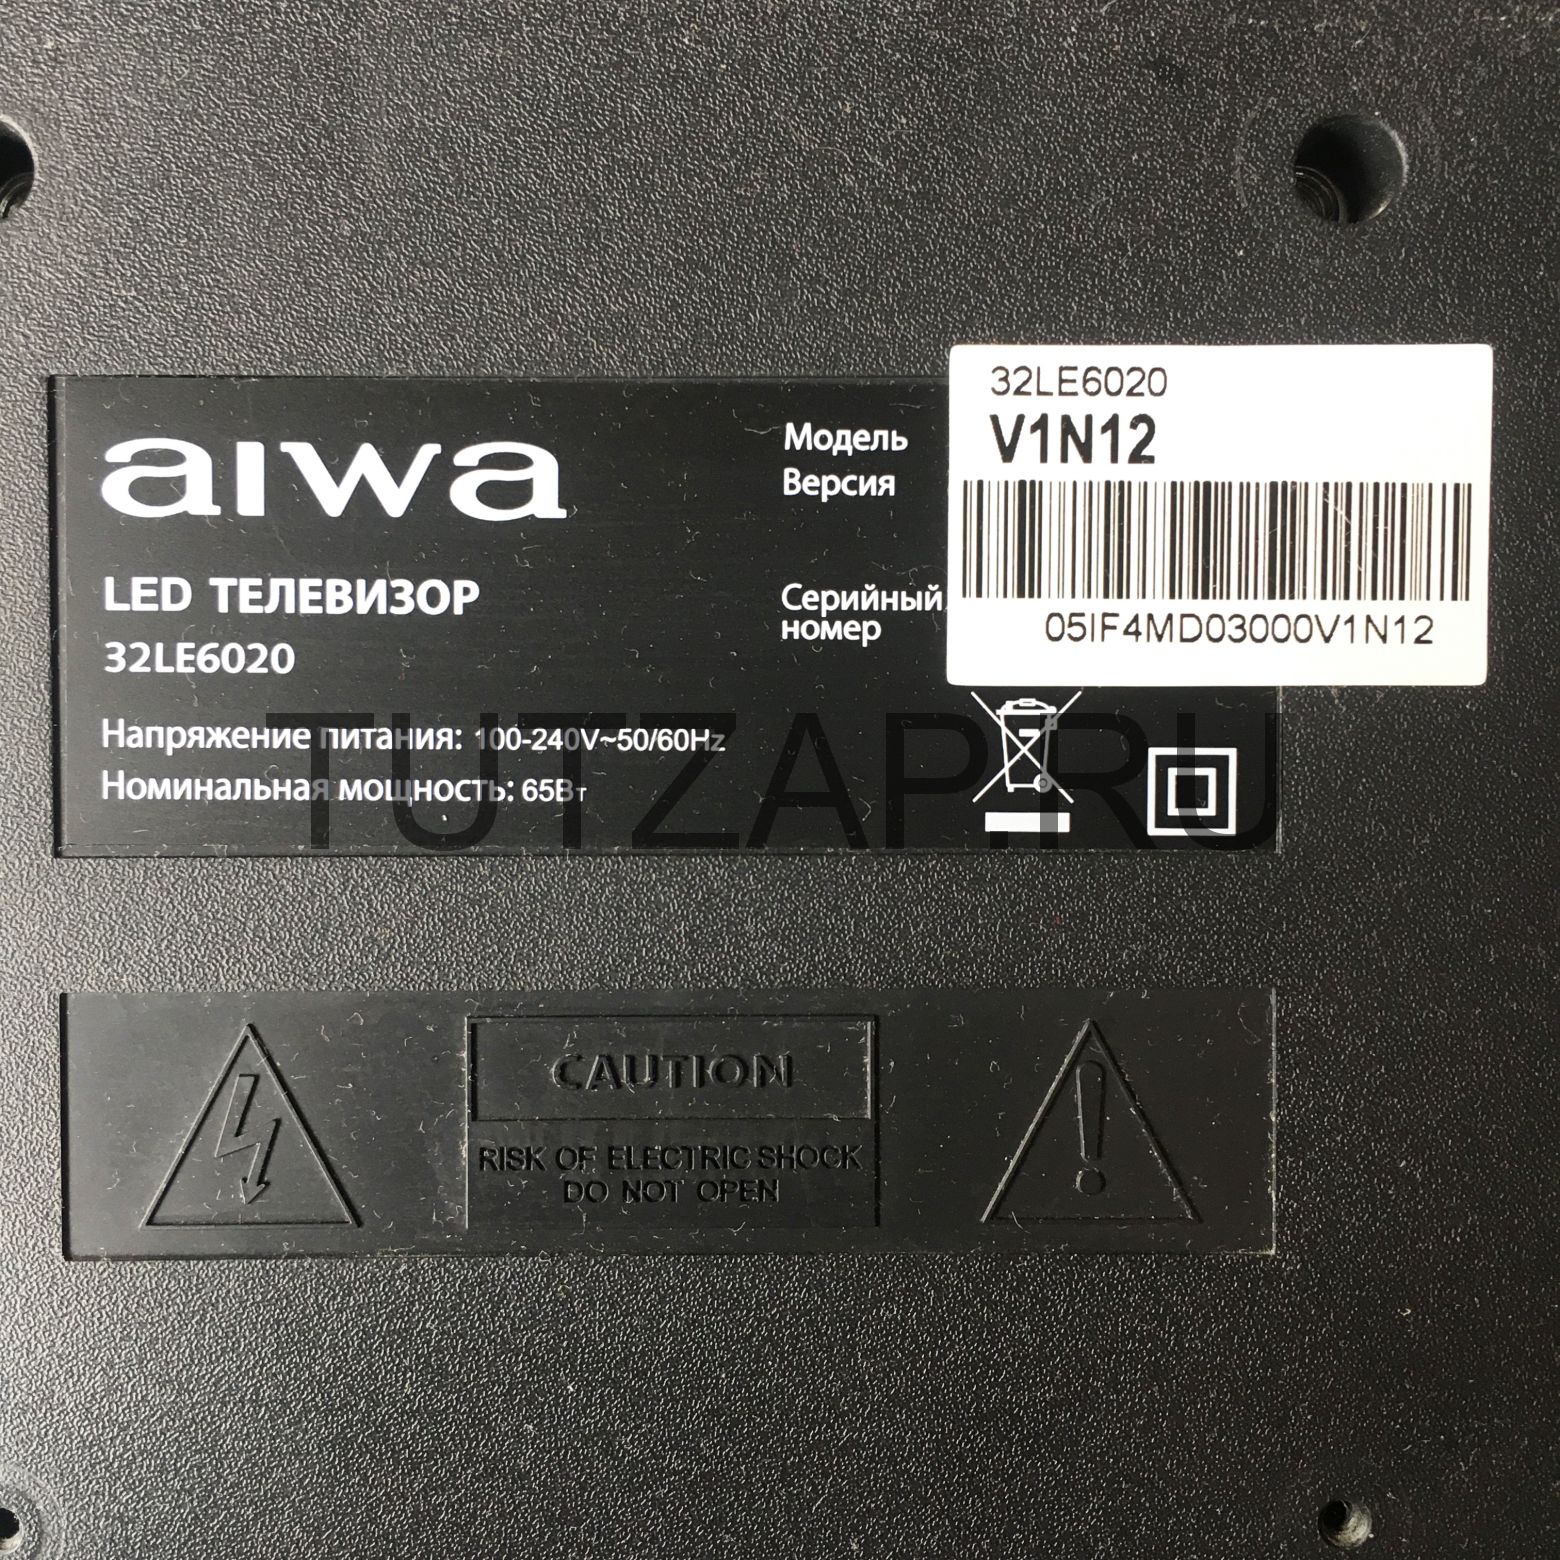 aiwa
LED ТЕЛЕВИЗОР
32LE6020
Напряжение питания: 100-240V~50/60Hz
Номинальная мощность: 65Вт
Модель
Версия
Серийный
номер
32LE6020
V1N12
05IF4MD03000V1N12
TUTZAP.RU
CAUTION
RISK OF ELECTRIC SHOCK
DO NOT OPEN